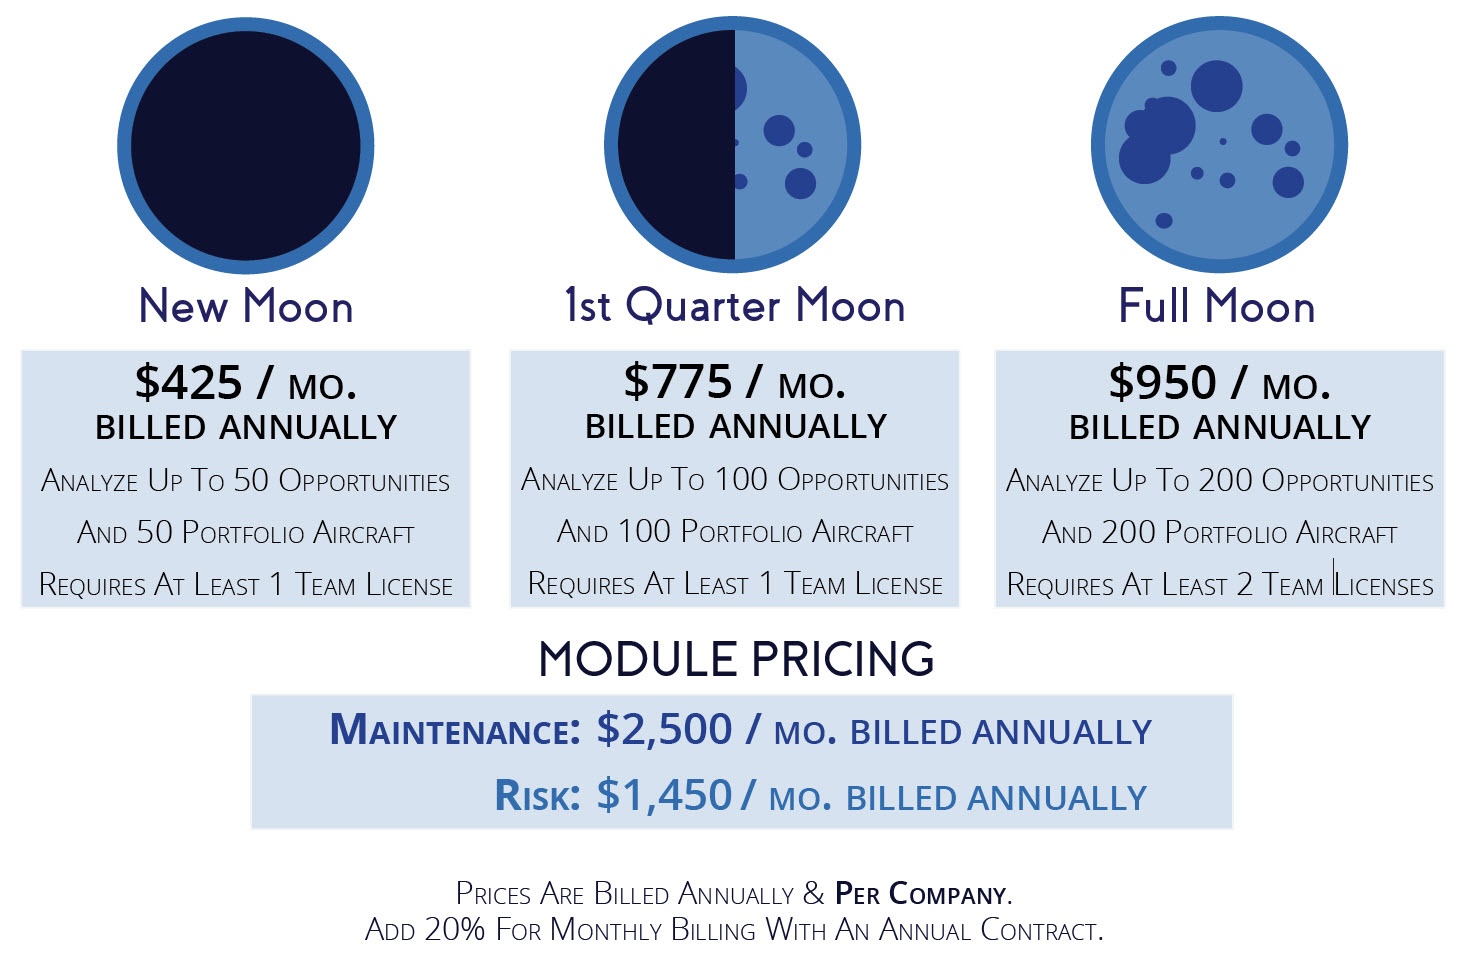 New Moon
$425 / MO.
BILLED ANNUALLY
ANALYZE UP TO 50 OPPORTUNITIES
AND 50 PORTFOLIO AIRCRAFT
REQUIRES AT LEAST 1 TEAM LICENSE
1st Quarter Moon
$775 / MO.
BILLED ANNUALLY
ANALYZE UP TO 100 OPPORTUNITIES
AND 100 PORTFOLIO AIRCRAFT
REQUIRES AT LEAST 1 TEAM LICENSE
Full Moon
$950 / MO.
BILLED ANNUALLY
ANALYZE UP TO 200 OPPORTUNITIES
AND 200 PORTFOLIO AIRCRAFT
REQUIRES AT LEAST 2 TEAM LICENSES
MODULE PRICING
MAINTENANCE: $2,500 / MO. BILLED ANNUALLY
RISK: $1,450 / MO. BILLED ANNUALLY
PRICES ARE BILLED ANNUALLY & PER COMPANY.
ADD 20% FOR MONTHLY BILLING WITH AN ANNUAL CONTRACT.